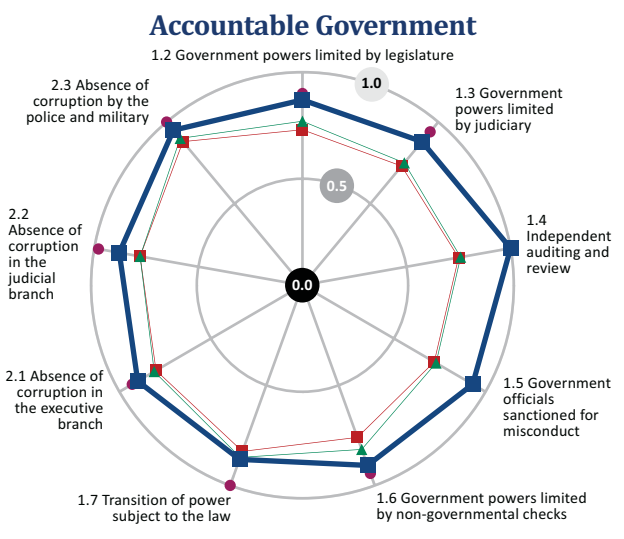 Accountable Government
1.2 Government powers limited by legislature
2.3 Absence of
corruption by the
police and military
1.0
1.3 Government
powers limited
by judiciary
0.5
2.2
Absence of
corruption
in the
judicial
branch
1.4
Independent
auditing and
review
0.0
2.1 Absence of
corruption in
the executive
branch
1.5 Government
officials
sanctioned for
misconduct
1.7 Transition of power
subject to the law
1.6 Government powers limited
by non-governmental checks